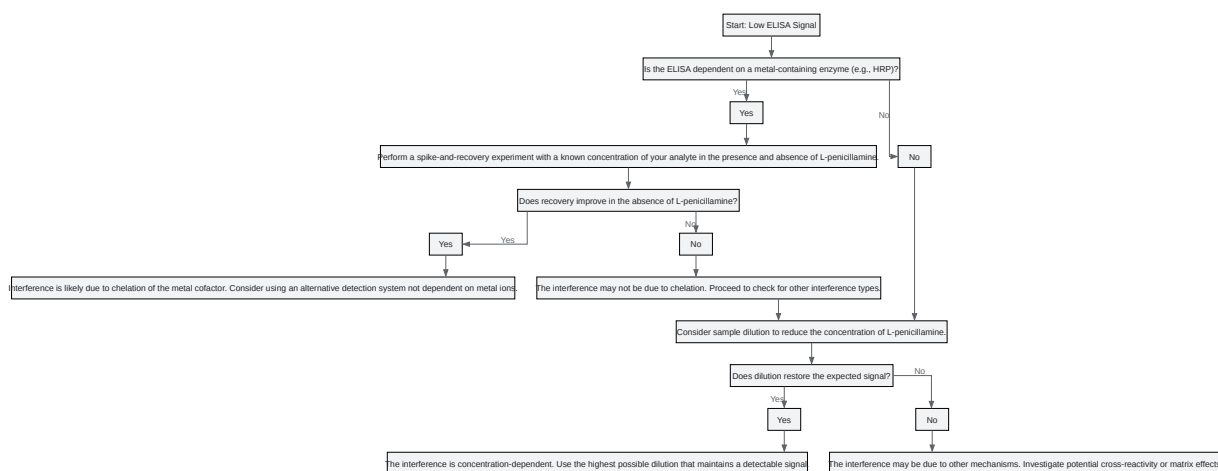 Start: Low ELISA Signal
Is the ELISA dependent on a metal-containing enzyme (e.g., HRP)?
Yes
No
Yes
Perform a spike-and-recovery experiment with a known concentration of your analyte in the presence and absence of L-penicillamine.
No
Does recovery improve in the absence of L-penicillamine?
Yes
No
Yes
No
Interference is likely due to chelation of the metal cofactor. Consider using an alternative detection system not dependent on metal ions.
The interference may not be due to chelation. Proceed to check for other interference types.
Consider sample dilution to reduce the concentration of L-penicillamine.
Does dilution restore the expected signal?
No
Yes
Yes
No
The interference is concentration-dependent. Use the highest possible dilution that maintains a detectable signal.
The interference may be due to other mechanisms. Investigate potential cross-reactivity or matrix effects